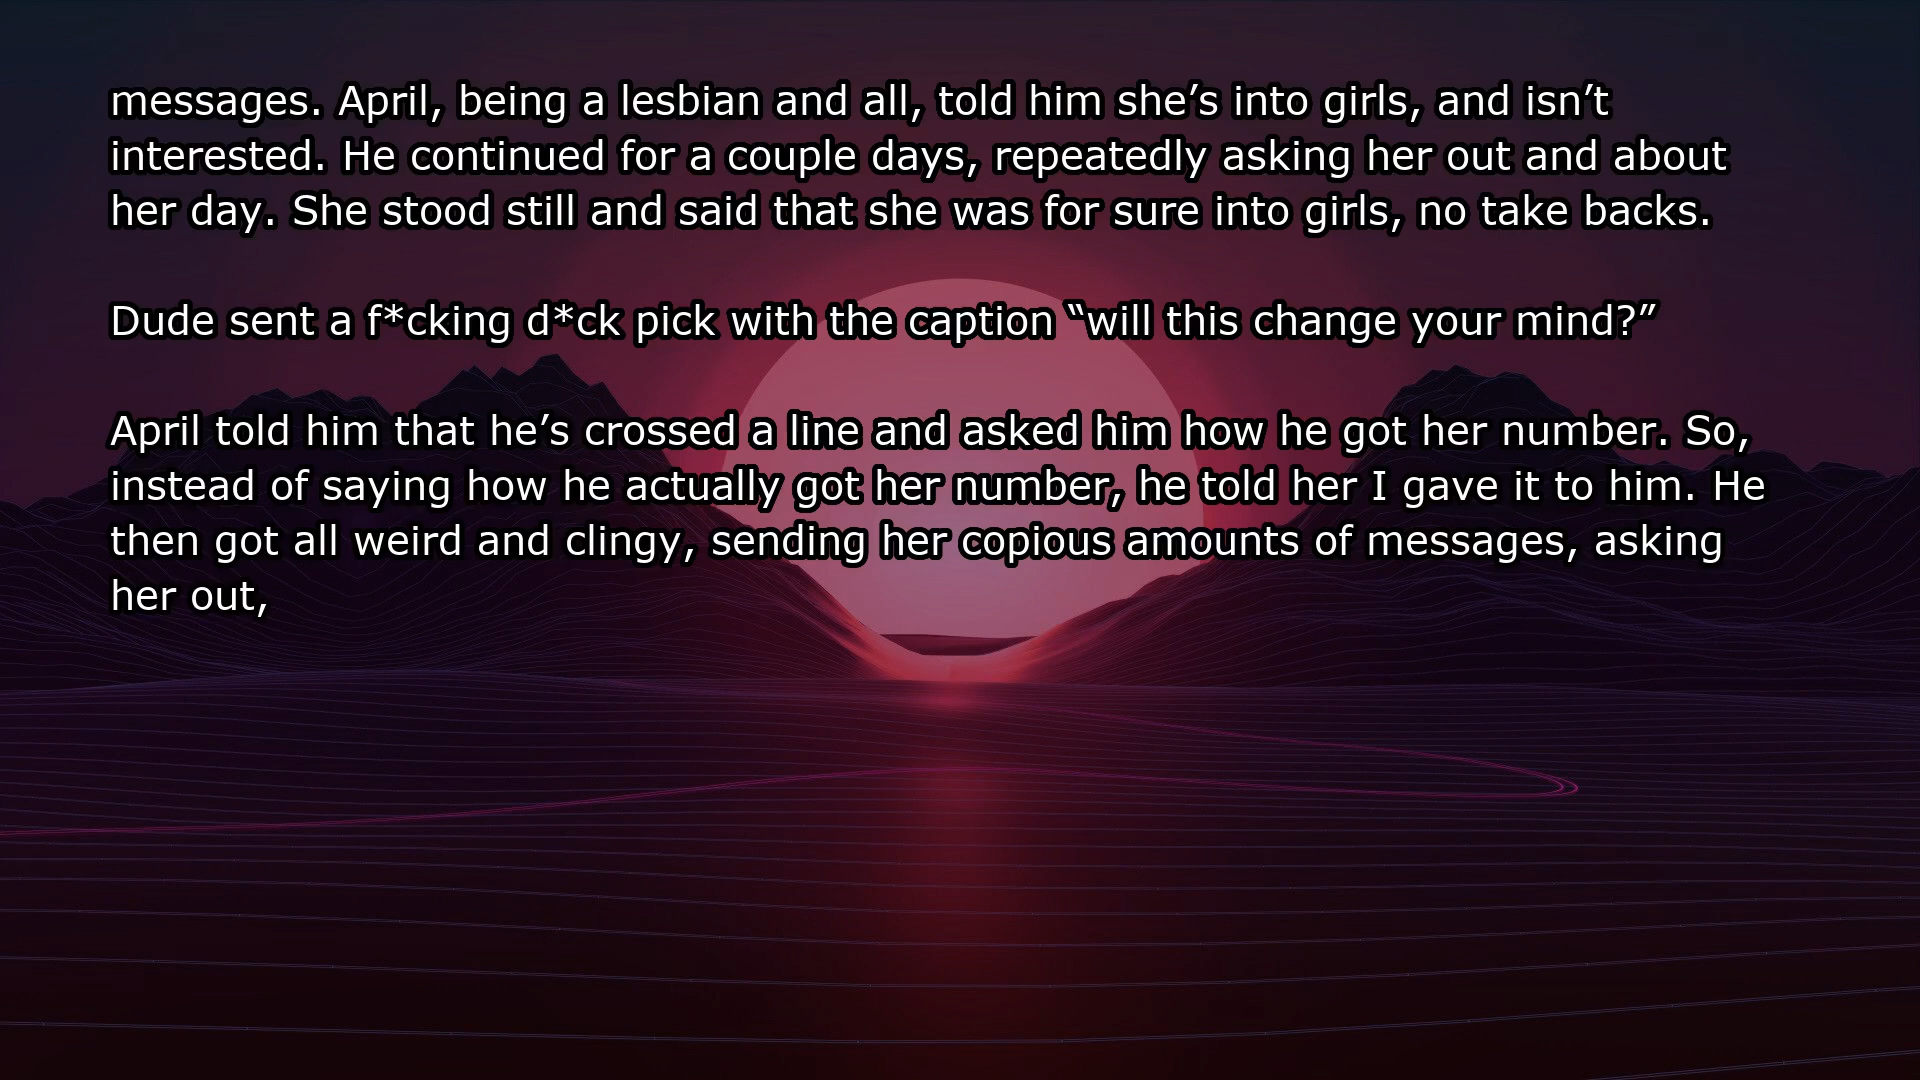 messages. April, being a lesbian and all, told him she’s into girls, and isn’t
interested. He continued for a couple days, repeatedly asking her out and about
her day. She stood still and said that she was for sure into girls, no take backs.
Dude sent a f*cking d*ck pick with the caption “will this change your mind?”
April told him that he’s crossed a line and asked him how he got her number. So,
instead of saying how he actually got her number, he told her I gave it to him. He
then got all weird and clingy, sending her copious amounts of messages, asking
her out,